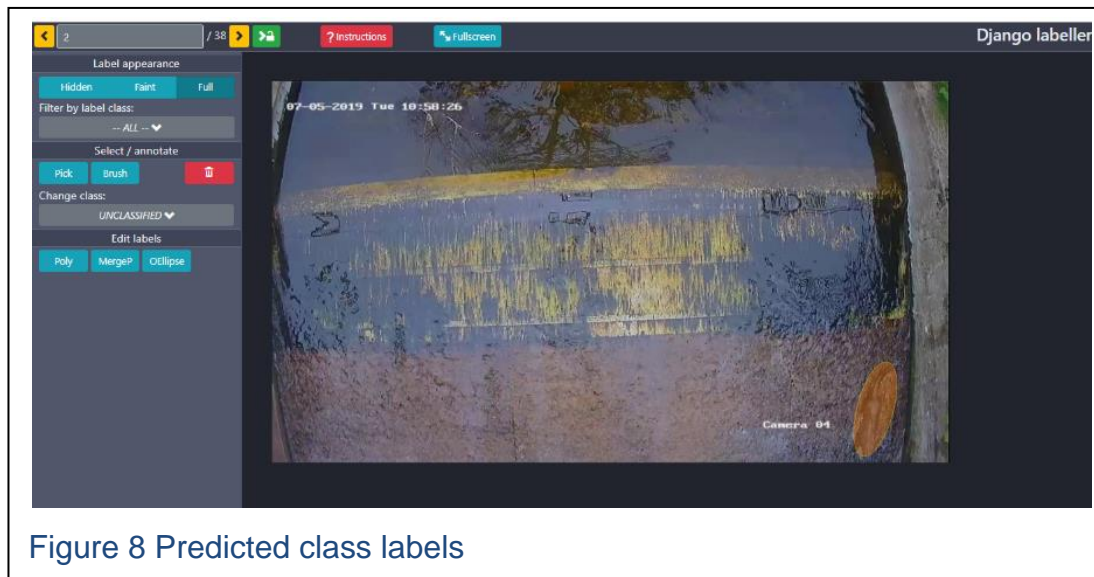 2 / 38 ? Instructions Fullscreen Django labeller
Label appearance
Hidden Faint Full
Filter by label class:
-- ALL --
Select / annotate
Pick Brush
Change class:
UNCLASSIFIED
Edit labels
Poly MergeP OEllipse
07-05-2019 Tue 10:58:26
Camera 04
Figure 8 Predicted class labels